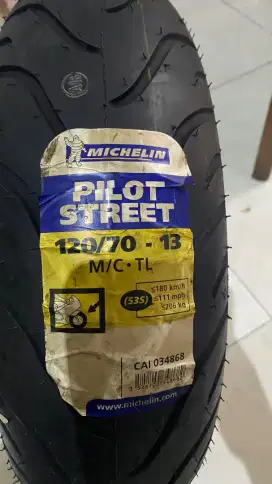 MICHELIN
PILOT
STREET
120/70 - 13
M/C · TL
(53S)
≤180 km/h
≤111 mph
≤206 kg
CAI 034868
www.michelin.com